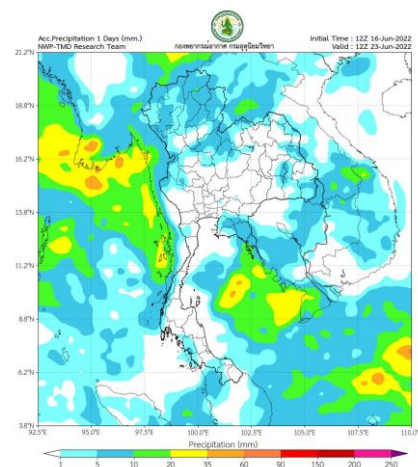 Acc.Precipitation 1 Days (mm.)
NWP-TMD Research Team
กองพยากรณ์อากาศ กรมอุตุนิยมวิทยา
Initial Time : 12Z 16-Jun-2022
Valid : 12Z 23-Jun-2022
21.2°N
18.8°N
16.2°N
13.8°N
11.2°N
8.8°N
6.2°N
3.8°N
92.5°E 95.0°E 97.5°E 100.0°E 102.5°E 105.0°E 107.5°E 110.0
Precipitation (mm)
1 5 10 20 35 60 90 150 200 250